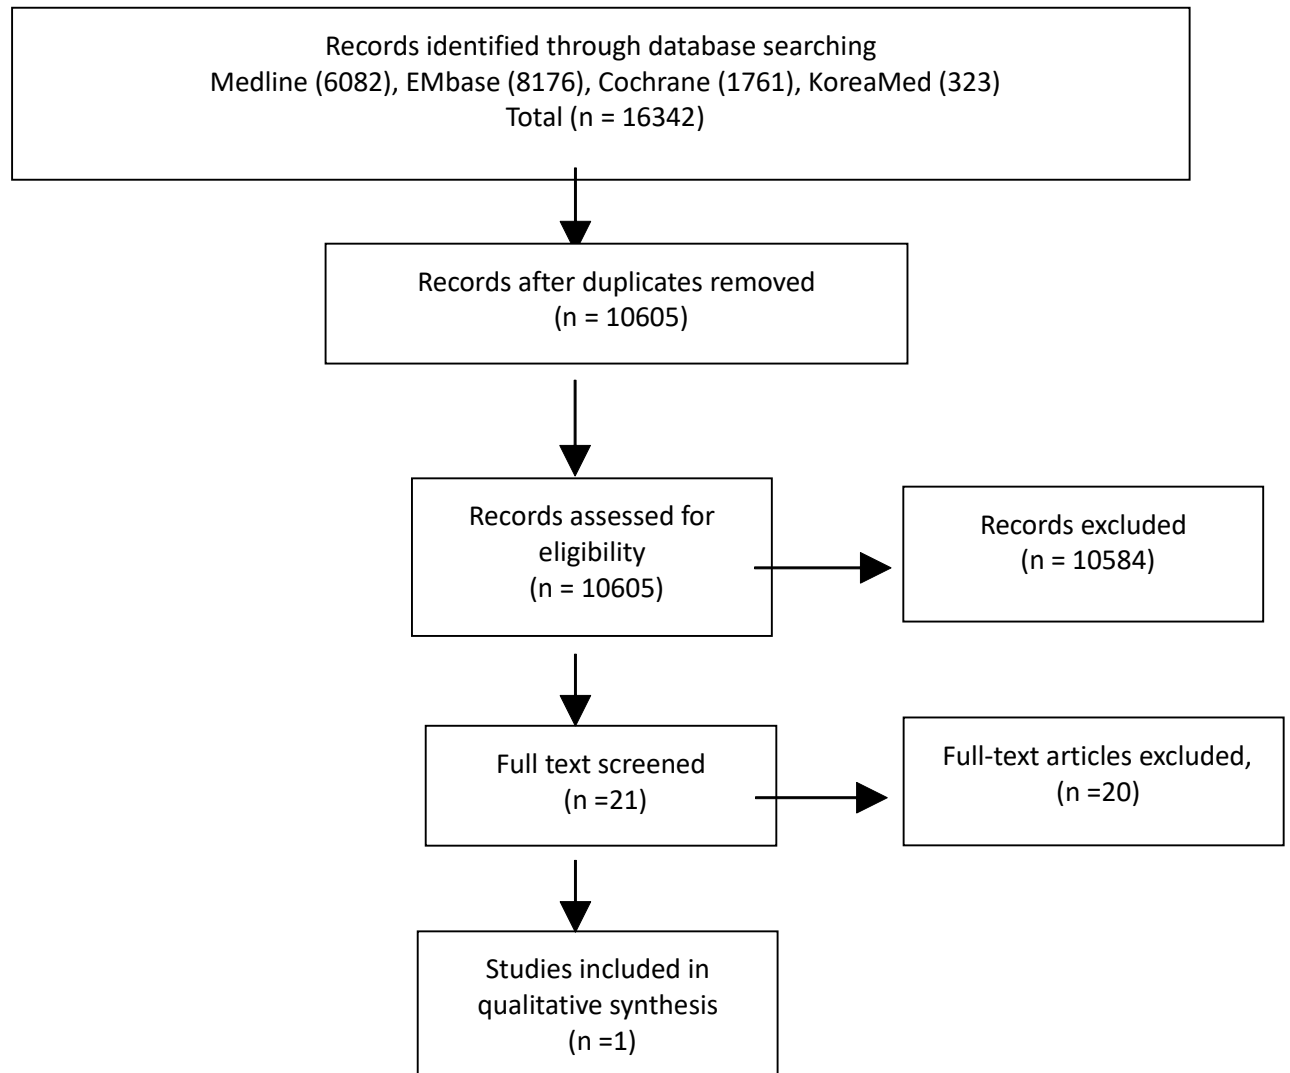 Records identified through database searching
Medline (6082), EMbase (8176), Cochrane (1761), KoreaMed (323)
Total (n = 16342)
Records after duplicates removed
(n = 10605)
Records assessed for
eligibility
(n = 10605)
Records excluded
(n = 10584)
Full text screened
(n =21)
Full-text articles excluded,
(n =20)
Studies included in
qualitative synthesis
(n =1)